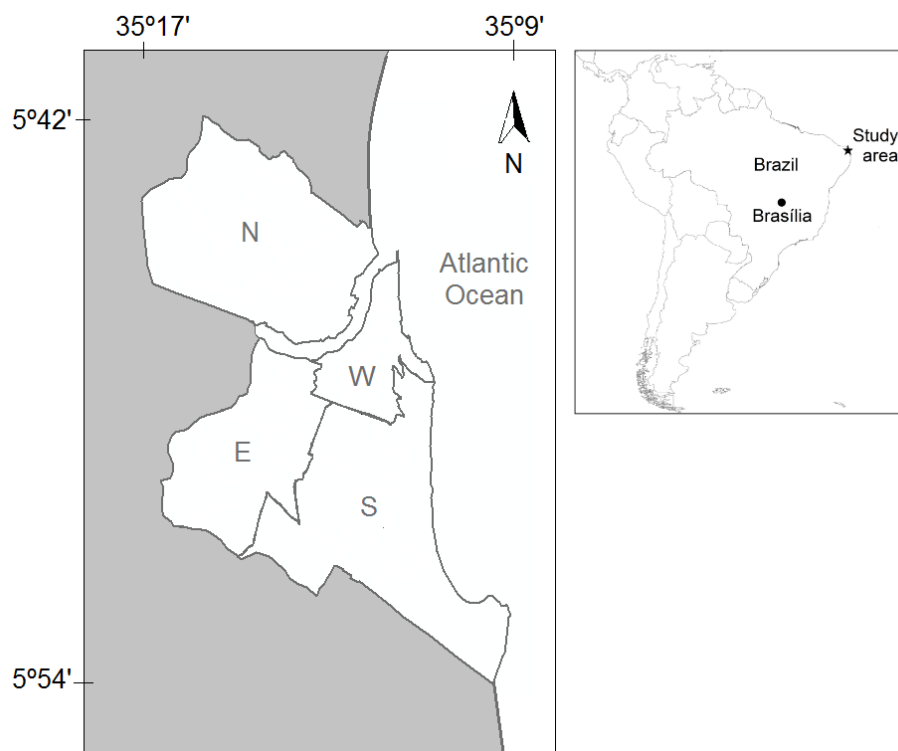 35º17'
35º9'
5º42'
N
N
Atlantic
Ocean
W
E
S
5º54'
Study
area
Brazil
Brasília